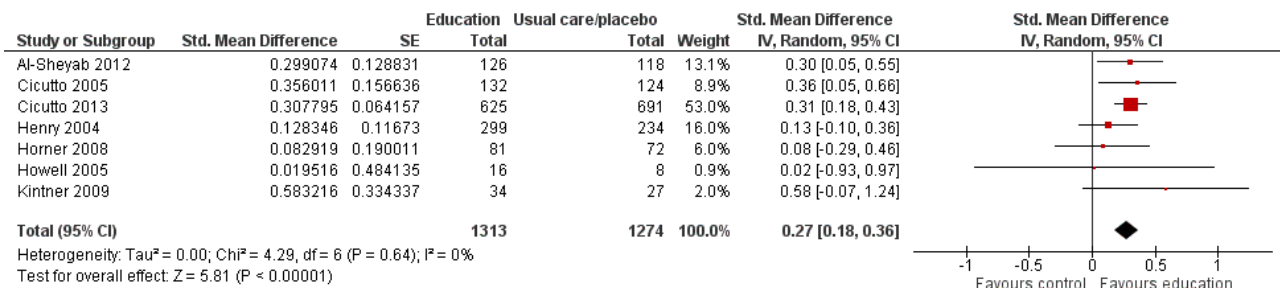 Education Usual care/placebo Std. Mean Difference Std. Mean Difference
Study or Subgroup Std. Mean Difference SE Total Total Weight IV, Random, 95% CI IV, Random, 95% CI
Al-Sheyab 2012 0.299074 0.128831 126 118 13.1% 0.30 [0.05, 0.55]
Cicutto 2005 0.356011 0.156636 132 124 8.9% 0.36 [0.05, 0.66]
Cicutto 2013 0.307795 0.064157 625 691 53.0% 0.31 [0.18, 0.43]
Henry 2004 0.128346 0.11673 299 234 16.0% 0.13 [-0.10, 0.36]
Horner 2008 0.082919 0.190011 81 72 6.0% 0.08 [-0.29, 0.46]
Howell 2005 0.019516 0.484135 16 8 0.9% 0.02 [-0.93, 0.97]
Kintner 2009 0.583216 0.334337 34 27 2.0% 0.58 [-0.07, 1.24]
Total (95% CI) 1313 1274 100.0% 0.27 [0.18, 0.36]
Heterogeneity: Tau² = 0.00; Chi² = 4.29, df = 6 (P = 0.64); I² = 0%
Test for overall effect: Z = 5.81 (P < 0.00001)
-1 -0.5 0 0.5 1
Favours control Favours education